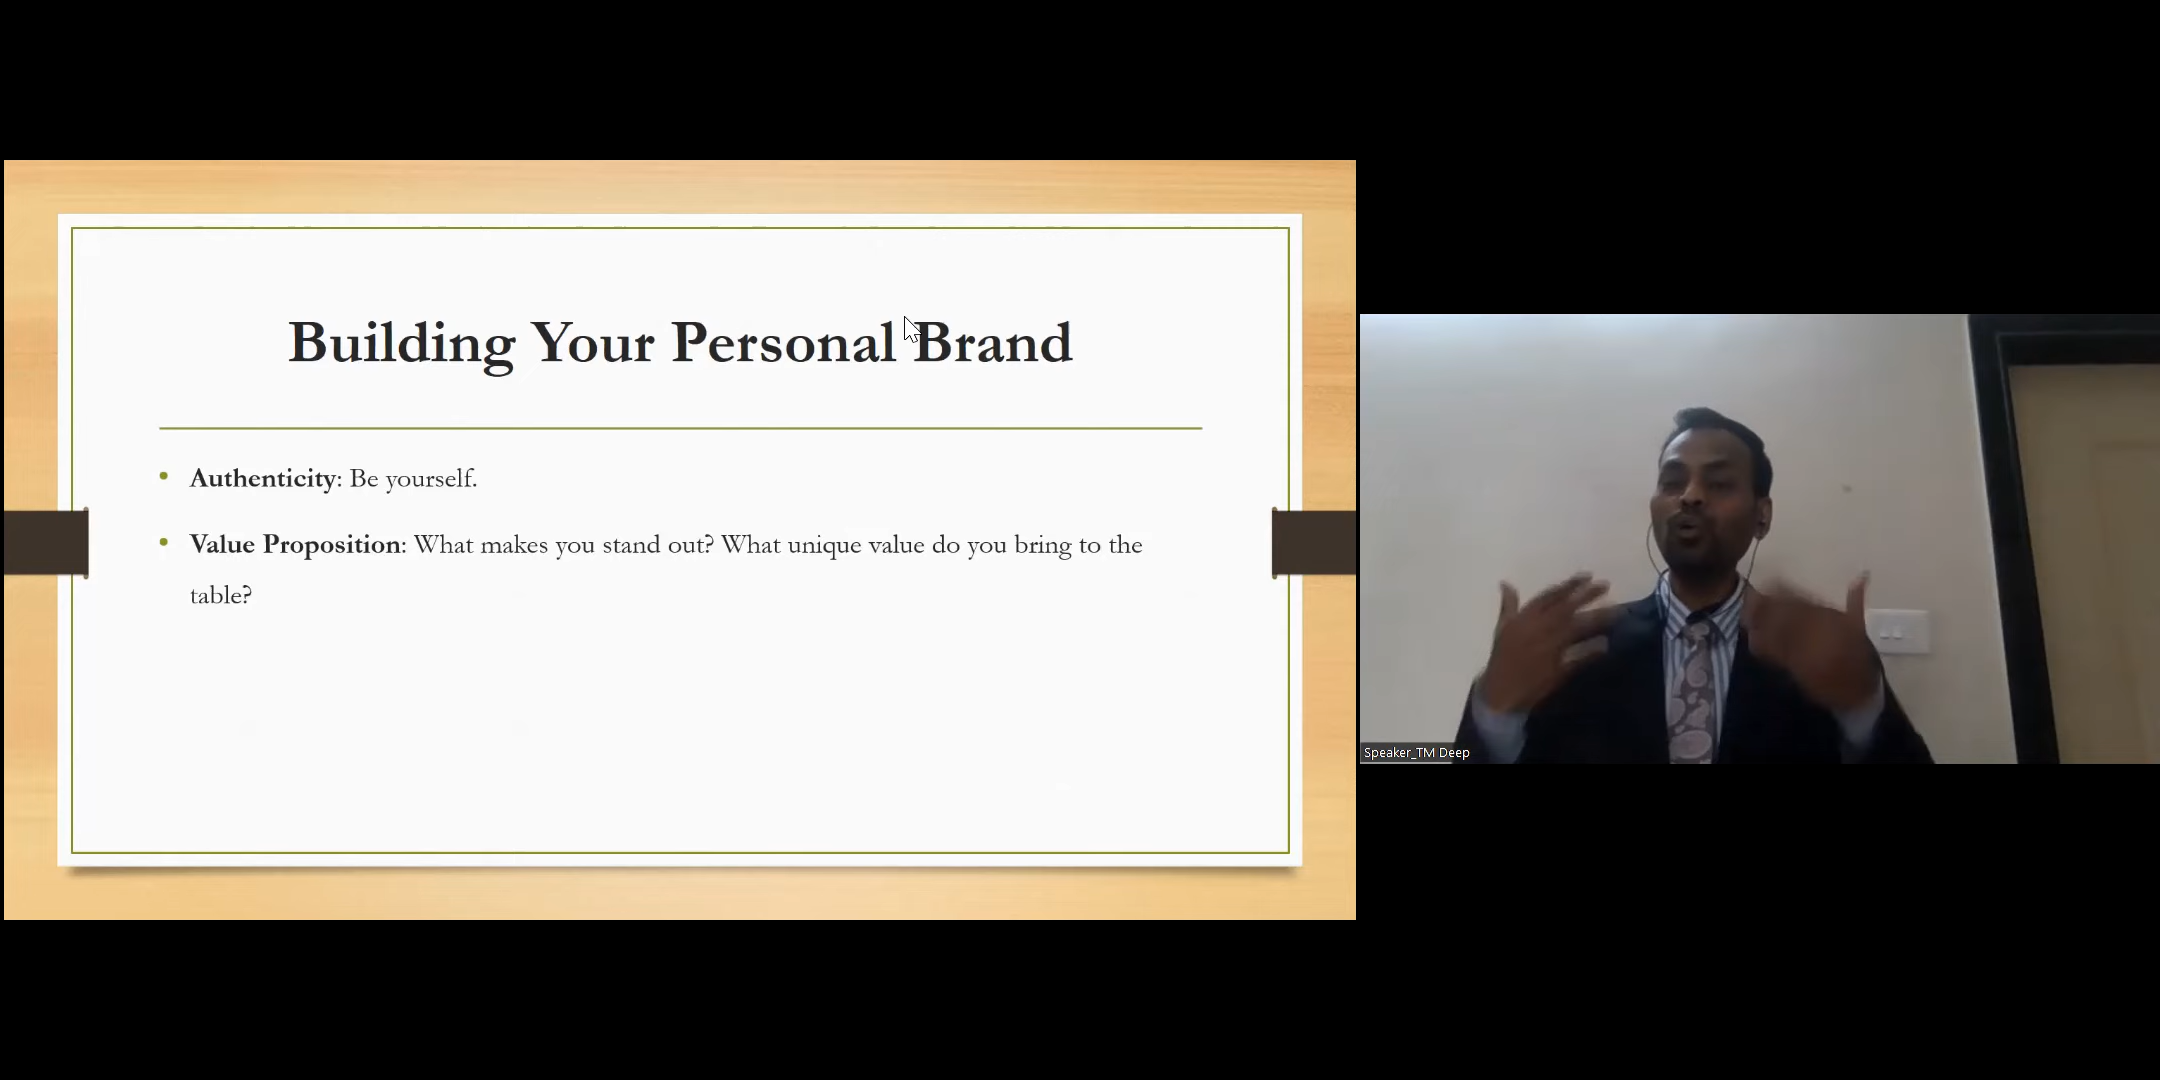 Building Your Personal Brand
• Authenticity: Be yourself.
• Value Proposition: What makes you stand out? What unique value do you bring to the
table?
Speaker_TM Deep